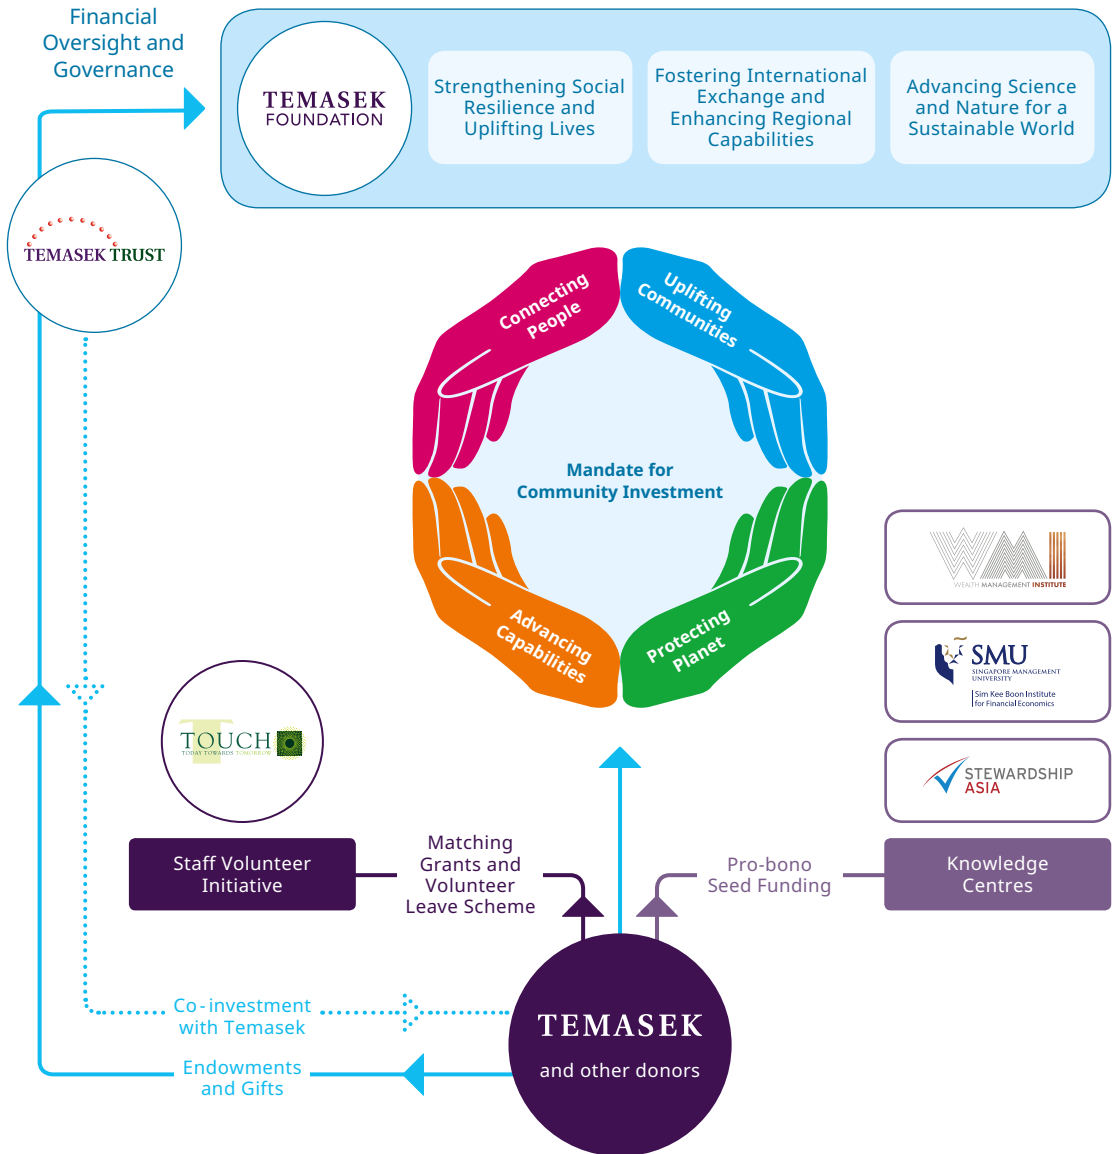 Financial
Oversight and
Governance
TEMASEK
FOUNDATION
Strengthening Social
Resilience and
Uplifting Lives
Fostering International
Exchange and
Enhancing Regional
Capabilities
Advancing Science
and Nature for a
Sustainable World
TEMASEK TRUST
Connecting
People
Uplifting
Communities
Mandate for
Community Investment
Advancing
Capabilities
Protecting
Planet
WMI
WEALTH MANAGEMENT INSTITUTE
SMU
SINGAPORE MANAGEMENT
UNIVERSITY
Sim Kee Boon Institute
for Financial Economics
STEWARDSHIP
ASIA
T
TOUCH
TODAY TOWARDS TOMORROW
Staff Volunteer
Initiative
Matching
Grants and
Volunteer
Leave Scheme
Pro-bono
Seed Funding
Knowledge
Centres
Co-investment
with Temasek
Endowments
and Gifts
TEMASEK
and other donors